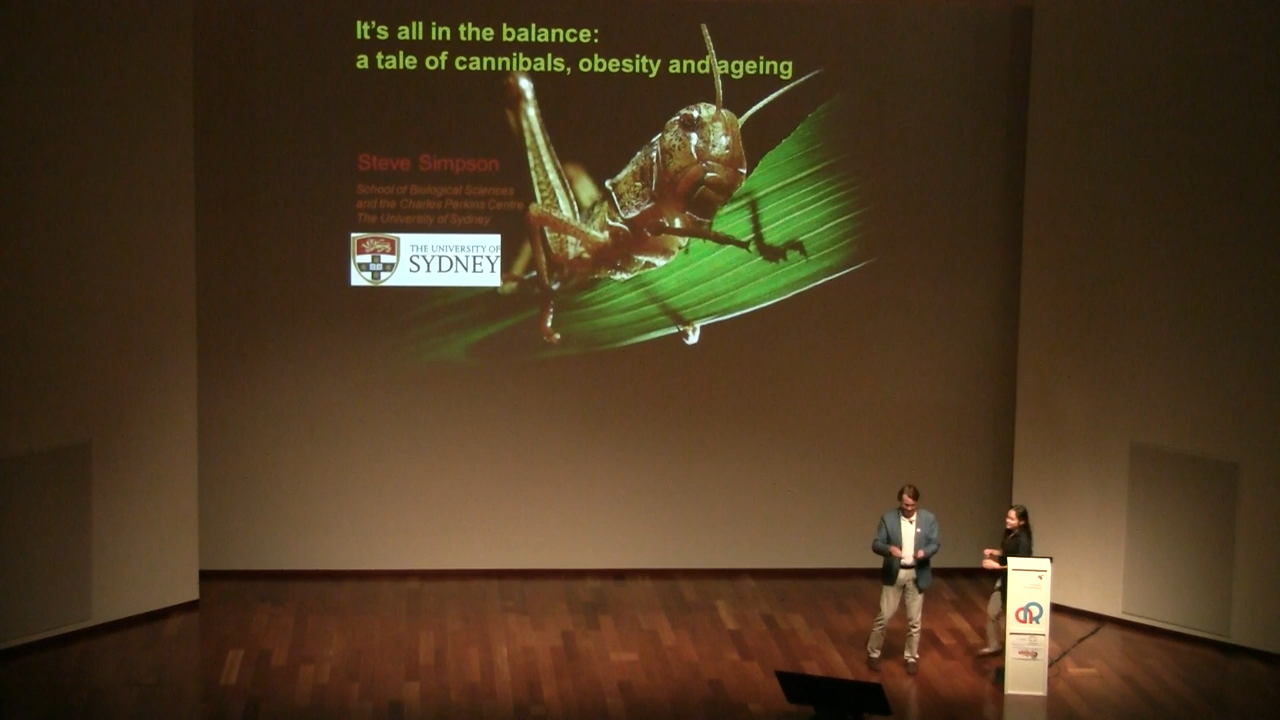 It's all in the balance:
a tale of cannibals, obesity and ageing
Steve Simpson
School of Biological Sciences
and the Charles Perkins Centre
The University of Sydney
THE UNIVERSITY OF
SYDNEY